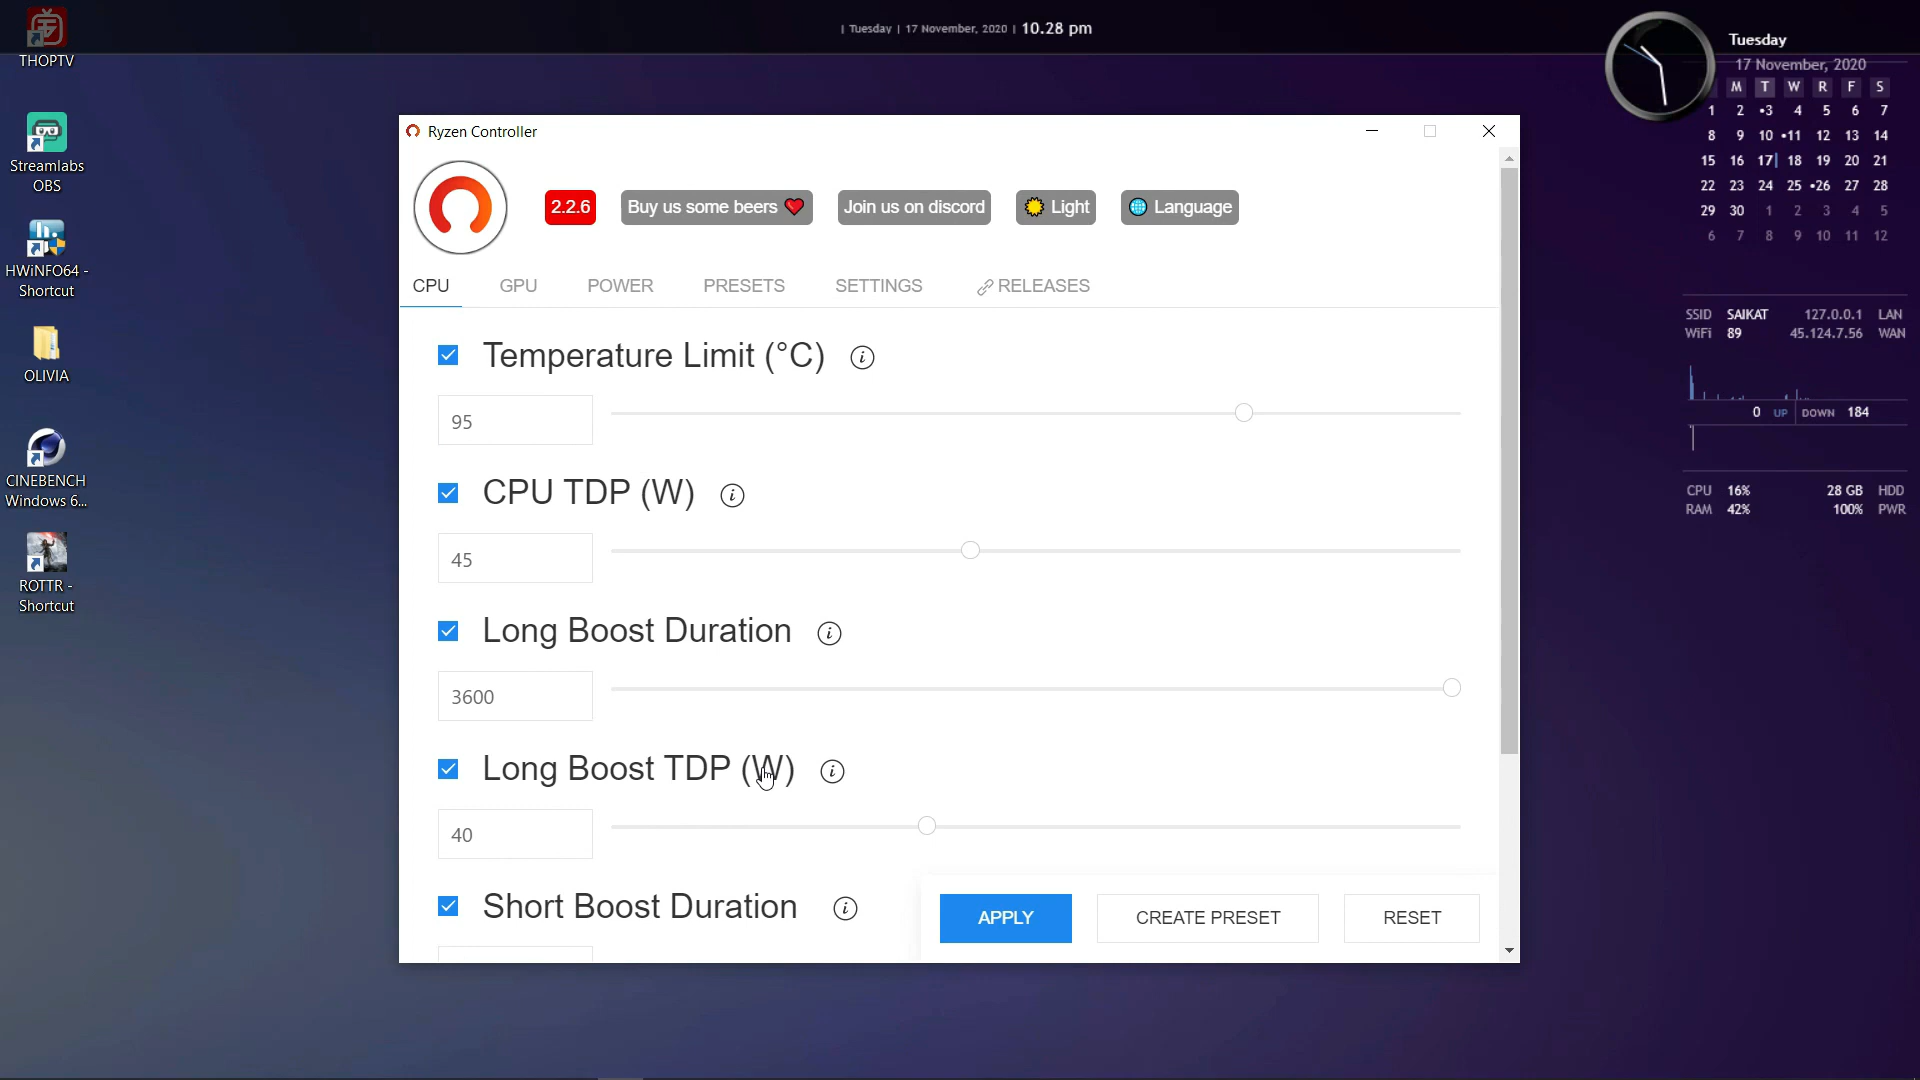 THOPTV
Streamlabs
OBS
HWiNFO64 -
Shortcut
OLIVIA
CINEBENCH
Windows 6...
ROTTR -
Shortcut
| Tuesday | 17 November, 2020 | 10.28 pm
Ryzen Controller
2.2.6
Buy us some beers
Join us on discord
Light
Language
CPU
GPU
POWER
PRESETS
SETTINGS
RELEASES
Temperature Limit (°C)
95
CPU TDP (W)
45
Long Boost Duration
3600
Long Boost TDP (W)
40
Short Boost Duration
APPLY
CREATE PRESET
RESET
Tuesday
17 November, 2020
M T W R F S
1 2 •3 4 5 6 7
8 9 10 •11 12 13 14
15 16 17| 18 19 20 21
22 23 24 25 •26 27 28
29 30 1 2 3 4 5
6 7 8 9 10 11 12
SSID SAIKAT 127.0.0.1 LAN
WiFi 89 45.124.7.56 WAN
0 UP DOWN 184
CPU 16% 28 GB HDD
RAM 42% 100% PWR